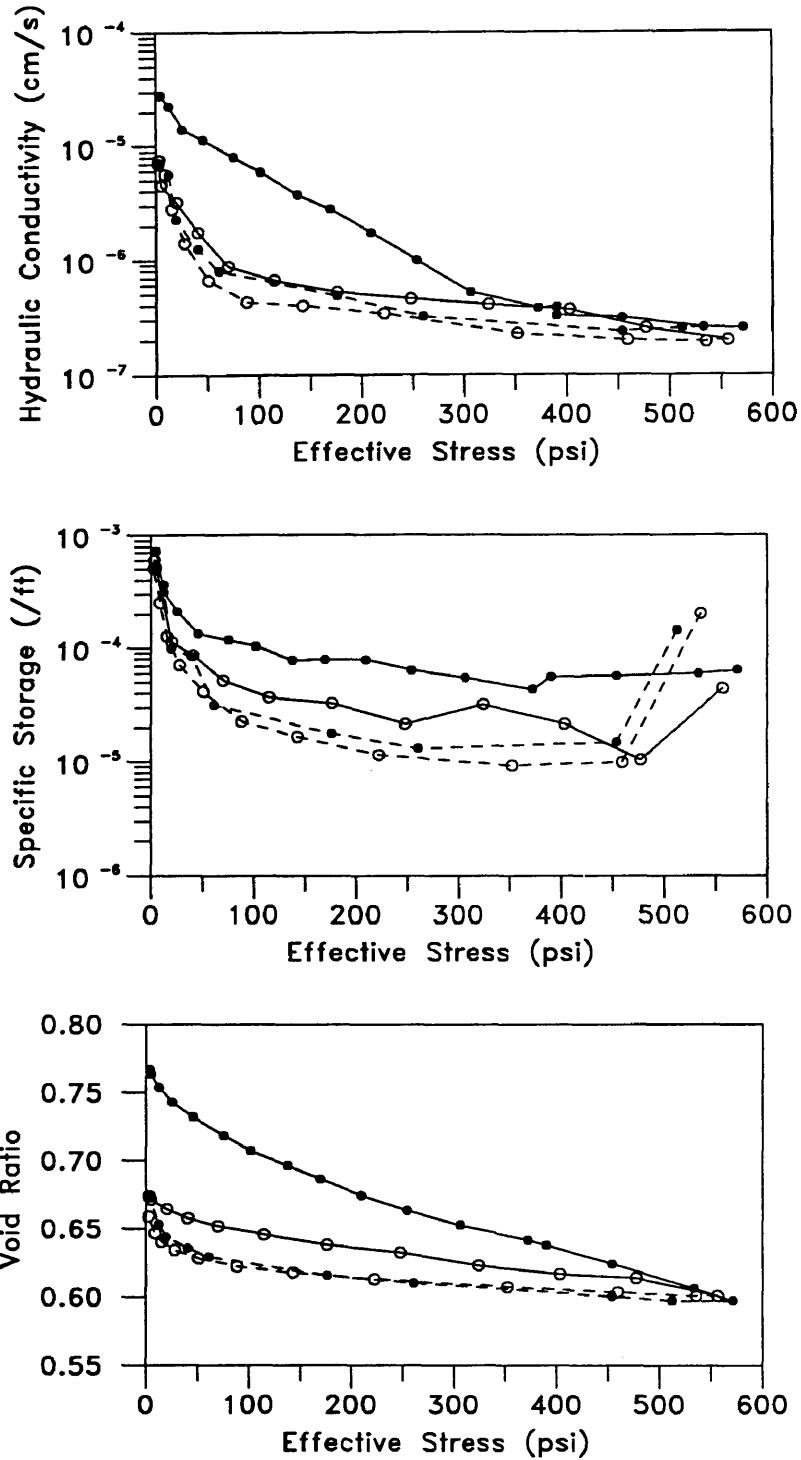 Hydraulic Conductivity (cm/s)
10 -4
10 -5
10 -6
10 -7
0 100 200 300 400 500 600
Effective Stress (psi)
Specific Storage (/ft)
10 -3
10 -4
10 -5
10 -6
0 100 200 300 400 500 600
Effective Stress (psi)
Void Ratio
0.80
0.75
0.70
0.65
0.60
0.55
0 100 200 300 400 500 600
Effective Stress (psi)